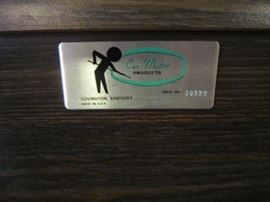 Cue Master
PRODUCTS
SERIAL NO.
COVINGTON, KENTUCKY
MADE IN U.S.A.